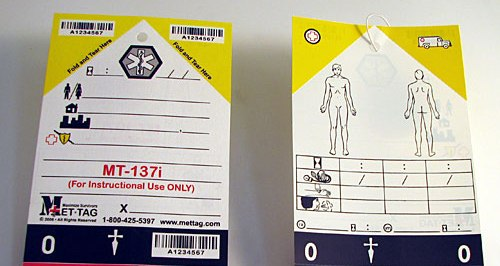 A1234567
A1234567
Fold and Tear Here
Fold and Tear Here
: / /
:
MT-137i
(For Instructional Use ONLY)
Maximize Survivors
MET-TAG
© 2006 • All Rights Reserved
X
1-800-425-5397 www.mettag.com
0
A1234567
: :
/ /
0
0